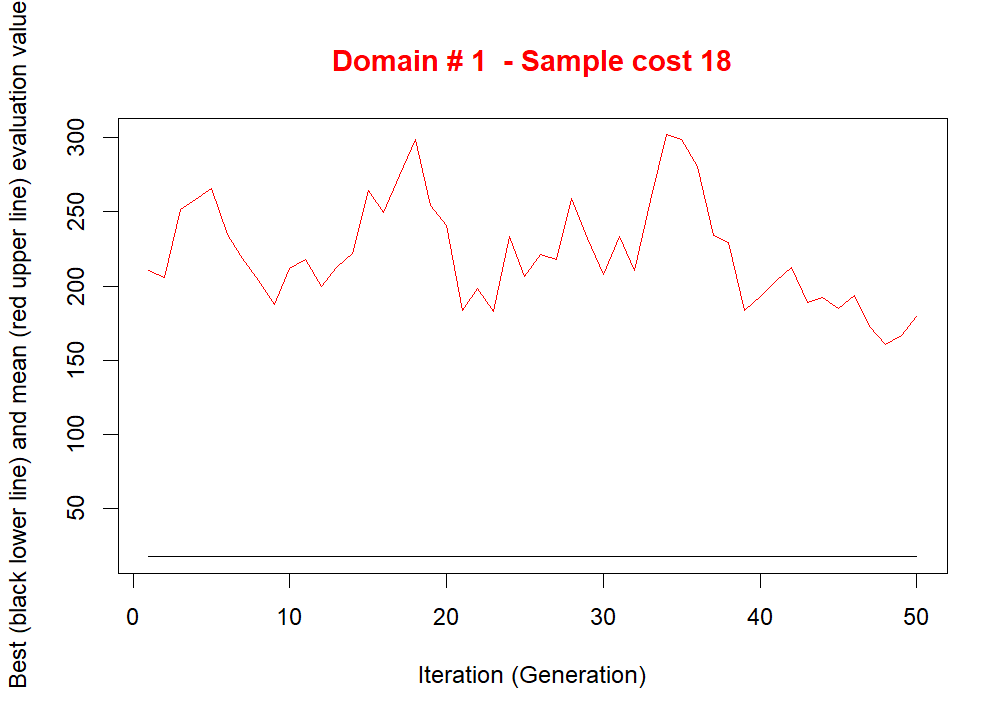 Domain # 1  - Sample cost 18
Best (black lower line) and mean (red upper line) evaluation value
300
250
200
150
100
50
0 10 20 30 40 50
Iteration (Generation)